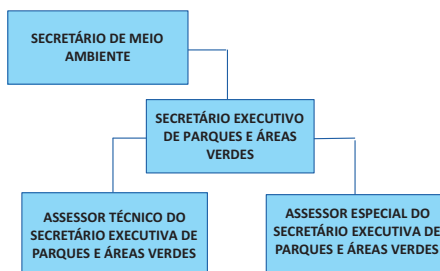 SECRETÁRIO DE MEIO
AMBIENTE
SECRETÁRIO EXECUTIVO
DE PARQUES E ÁREAS
VERDES
ASSESSOR TÉCNICO DO
SECRETÁRIO EXECUTIVA DE
PARQUES E ÁREAS VERDES
ASSESSOR ESPECIAL DO
SECRETÁRIO EXECUTIVA DE
PARQUES E ÁREAS VERDES